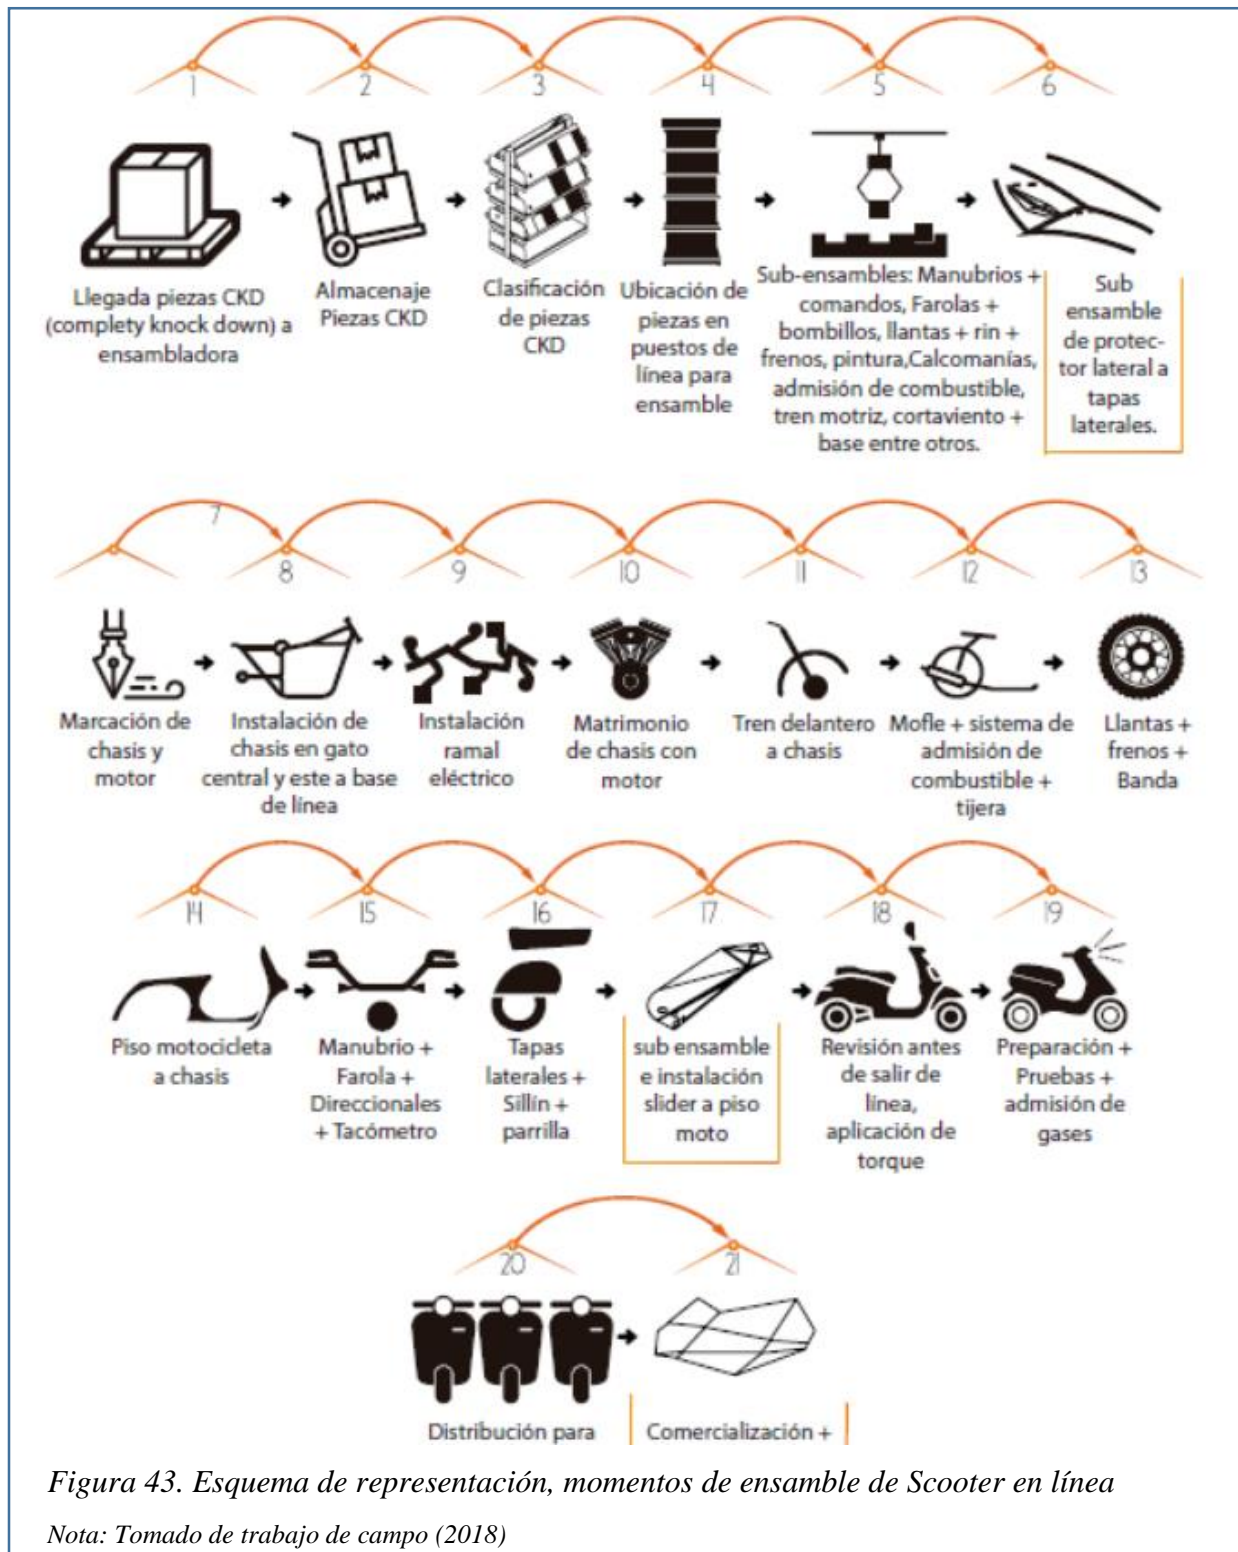 1 2 3 4 5 6
Llegada piezas CKD
(complety knock down) a
ensambladora
Almacenaje
Piezas CKD
Clasificación
de piezas
CKD
Ubicación de
piezas en
puestos de
línea para
ensamble
Sub-ensambles: Manubrios +
comandos, Farolas +
bombillos, llantas + rin +
frenos, pintura,Calcomanías,
admisión de combustible,
tren motriz, cortaviento +
base entre otros.
Sub
ensamble
de protec-
tor lateral a
tapas
laterales.
7 8 9 10 11 12 13
Marcación de
chasis y
motor
Instalación de
chasis en gato
central y este a base
de línea
Instalación
ramal
eléctrico
Matrimonio
de chasis con
motor
Tren delantero
a chasis
Mofle + sistema de
admisión de
combustible +
tijera
Llantas +
frenos +
Banda
14 15 16 17 18 19
Piso motocicleta
a chasis
Manubrio +
Farola +
Direccionales
+ Tacómetro
Tapas
laterales +
Sillín +
parrilla
sub ensamble
e instalación
slider a piso
moto
Revisión antes
de salir de
línea,
aplicación de
torque
Preparación +
Pruebas +
admisión de
gases
20 21
Distribución para
Comercialización +
Figura 43. Esquema de representación, momentos de ensamble de Scooter en línea
Nota: Tomado de trabajo de campo (2018)